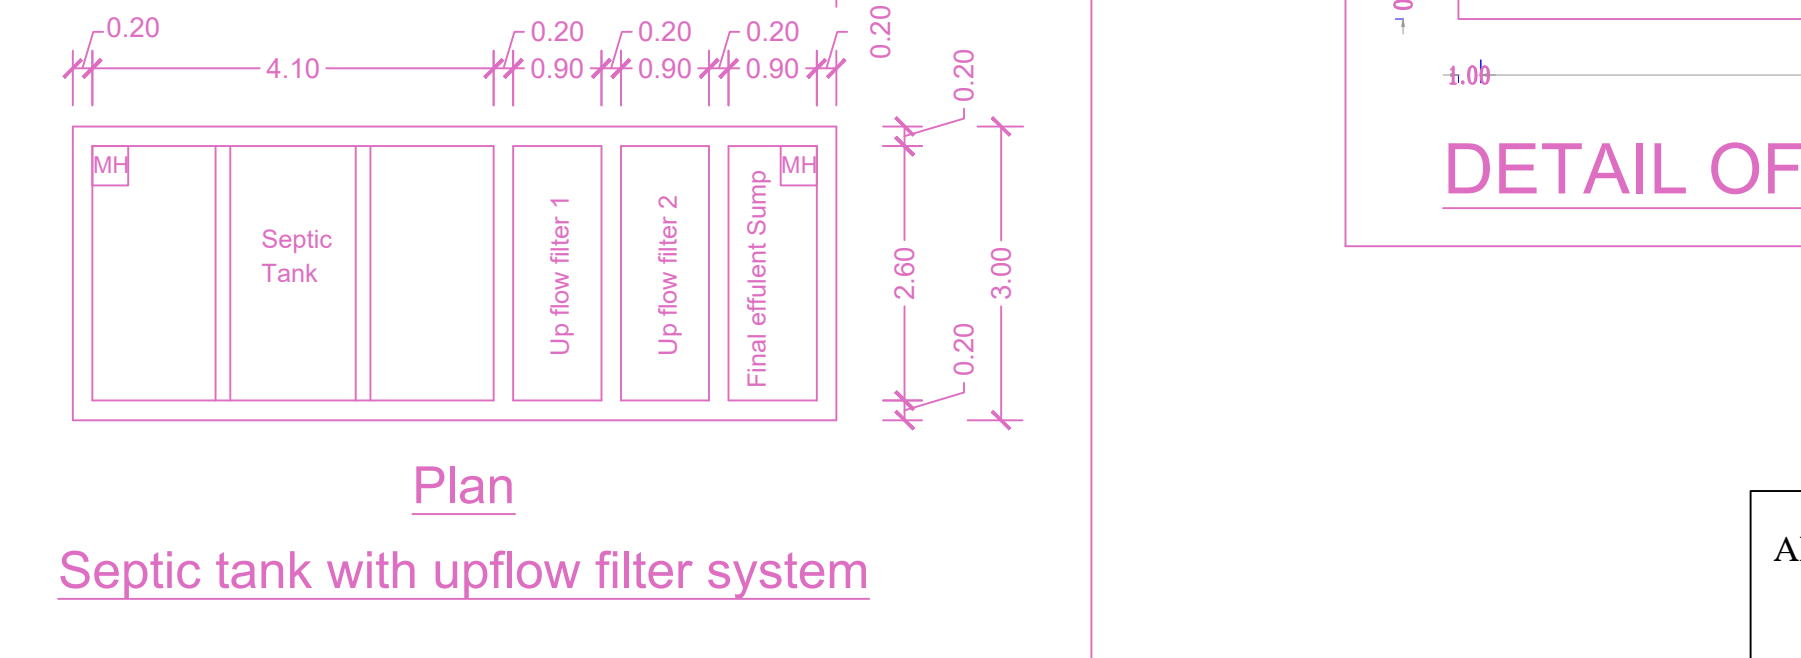 0.20
0.20
0.20
0.20
0.20
4.10
0.90
0.90
0.90
0.20
MH
MH
Septic
Tank
Up flow filter 1
Up flow filter 2
Final effulent Sump
2.60
3.00
0.20
Plan
Septic tank with upflow filter system
1.00
DETAIL OF